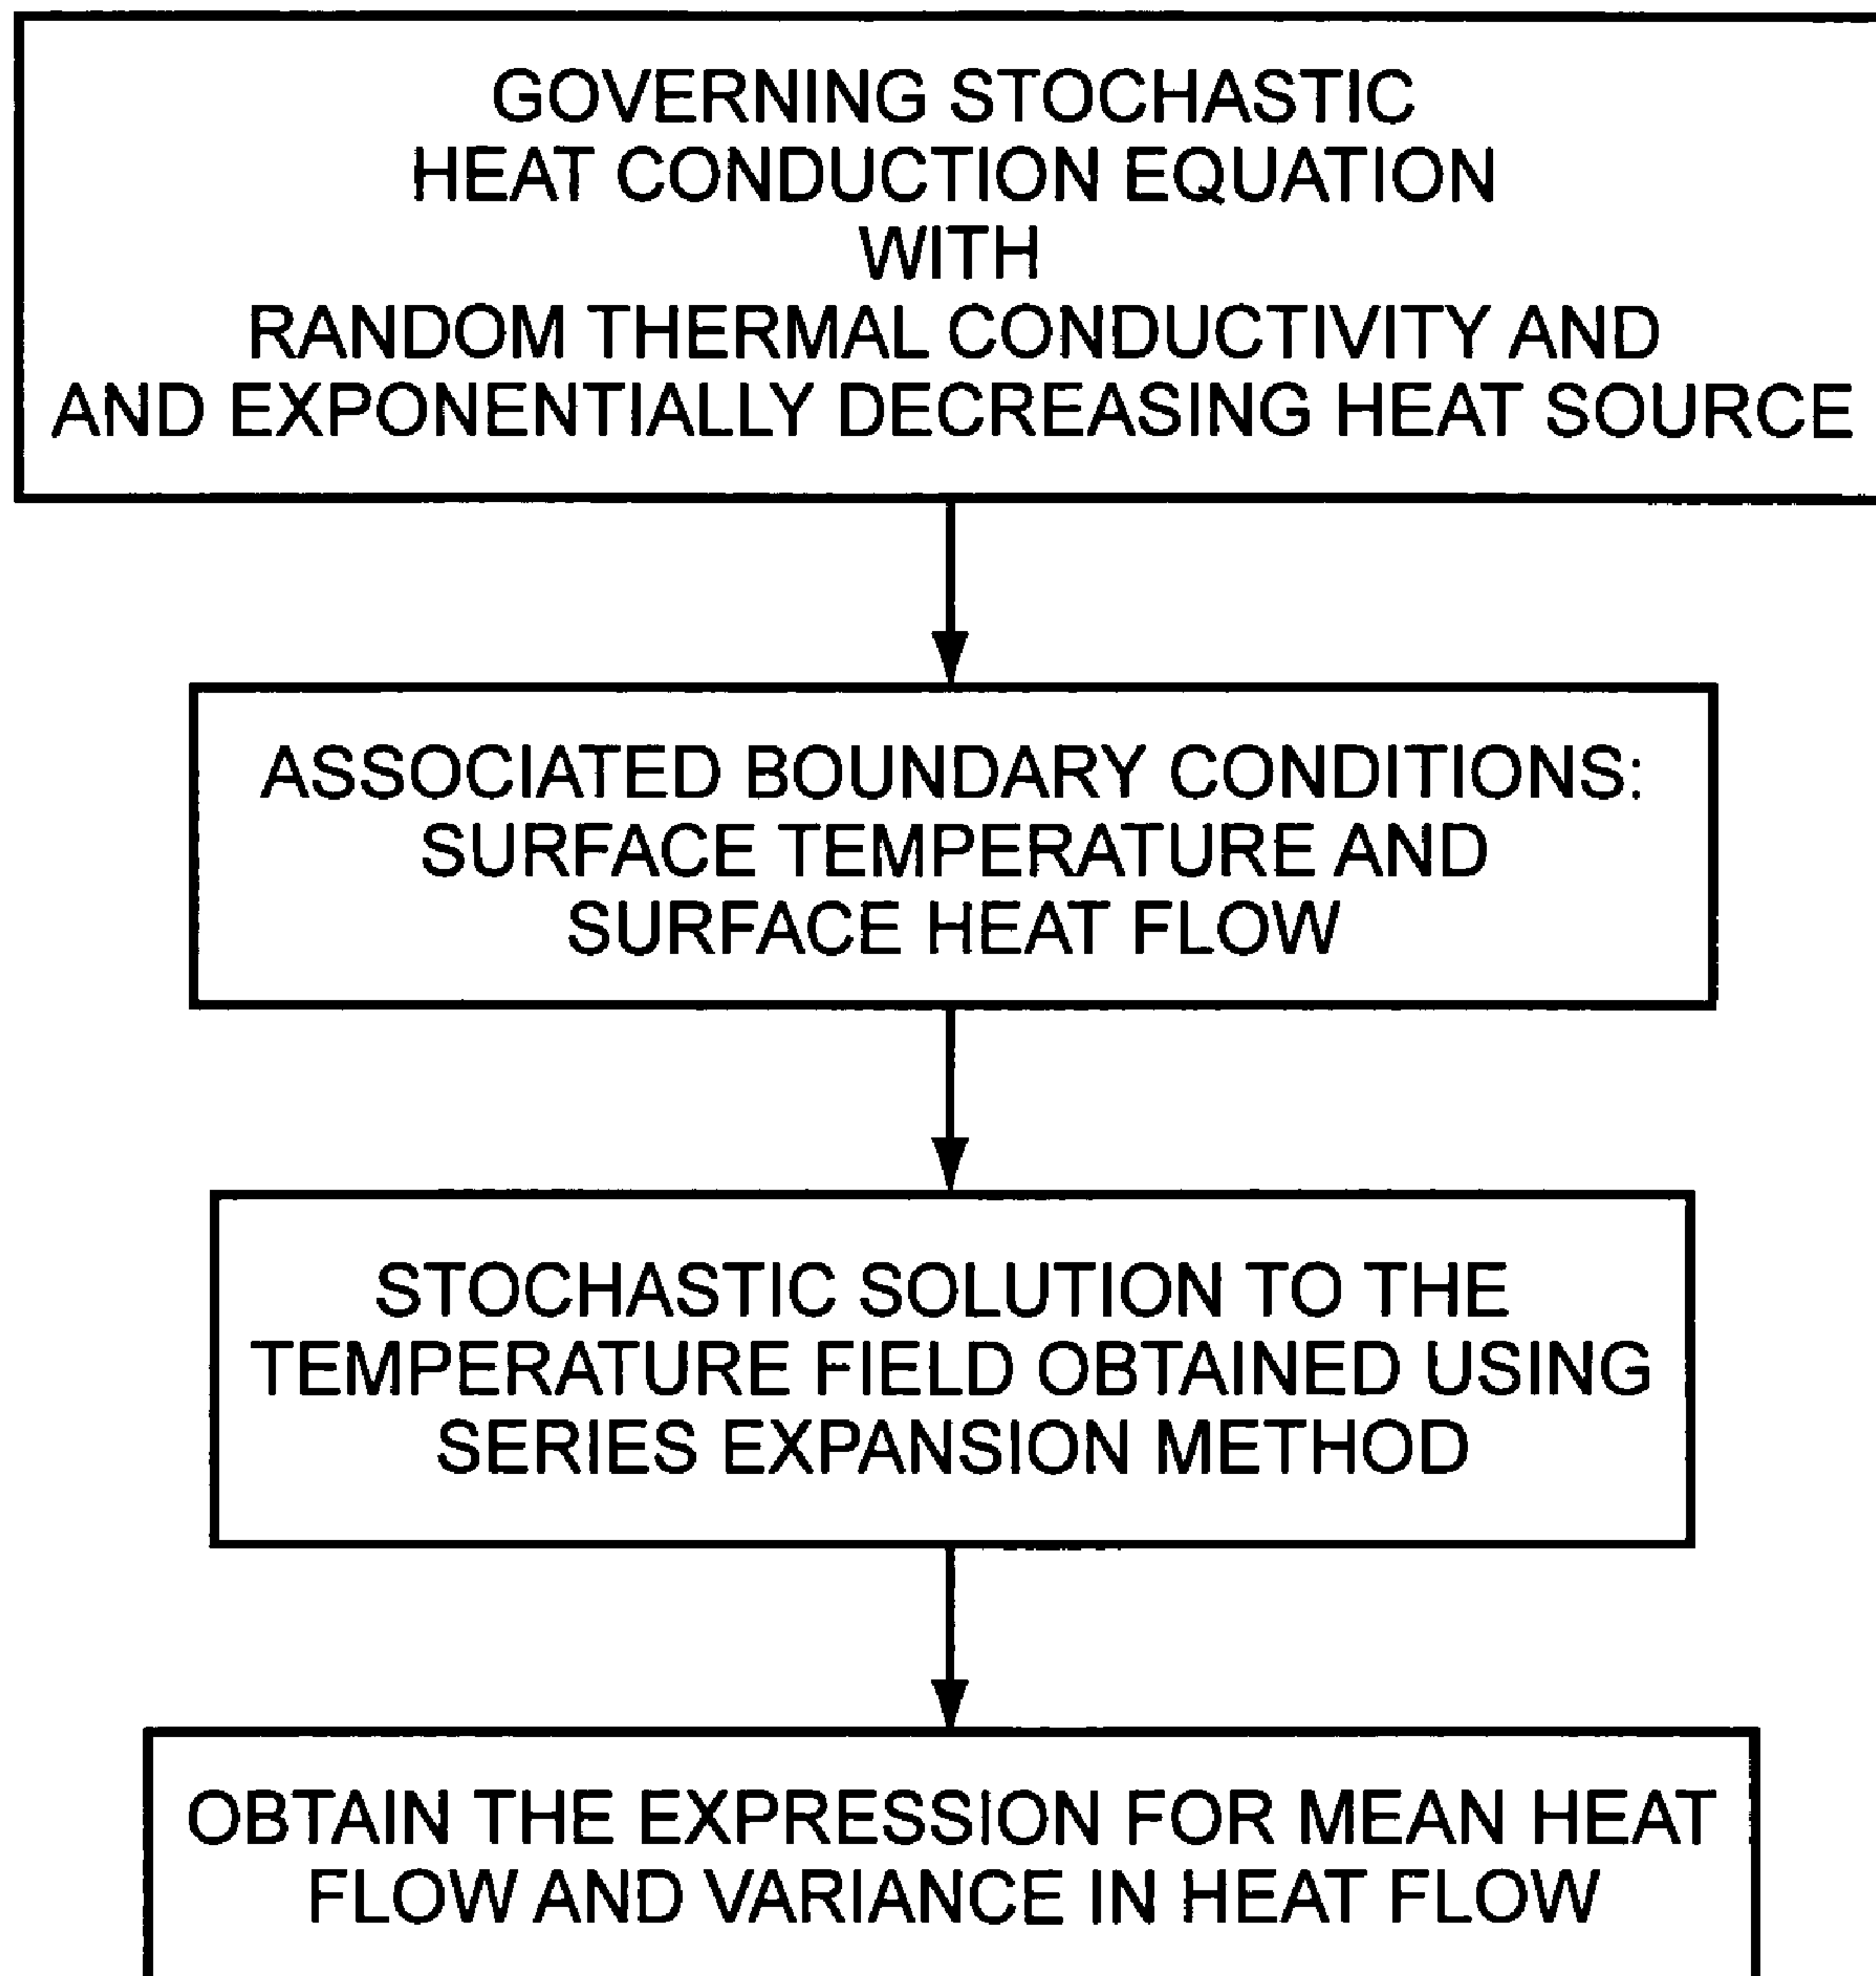 GOVERNING STOCHASTIC
HEAT CONDUCTION EQUATION
WITH
RANDOM THERMAL CONDUCTIVITY AND
AND EXPONENTIALLY DECREASING HEAT SOURCE
ASSOCIATED BOUNDARY CONDITIONS:
SURFACE TEMPERATURE AND
SURFACE HEAT FLOW
STOCHASTIC SOLUTION TO THE
TEMPERATURE FIELD OBTAINED USING
SERIES EXPANSION METHOD
OBTAIN THE EXPRESSION FOR MEAN HEAT
FLOW AND VARIANCE IN HEAT FLOW